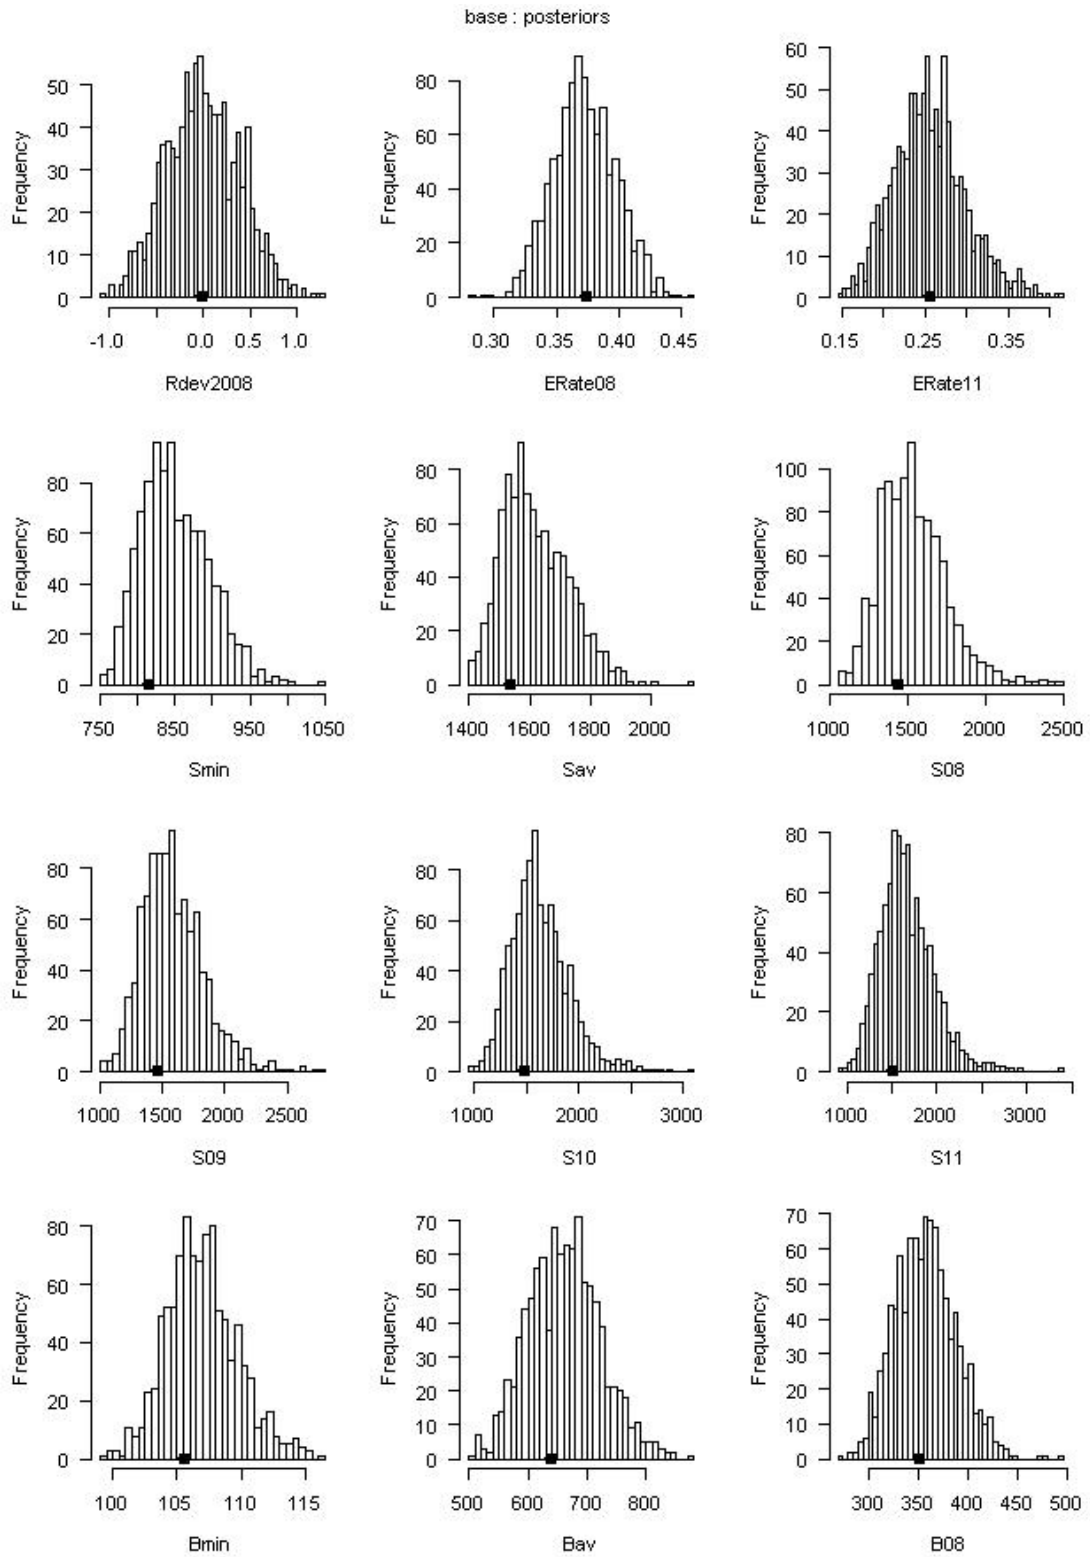 base : posteriors
Frequency
0 10 20 30 40 50
-1.0 0.0 0.5 1.0
Rdev2008
Frequency
0 20 40 60 80
0.30 0.35 0.40 0.45
ERate08
Frequency
0 10 20 30 40 50 60
0.15 0.25 0.35
ERate11
Frequency
0 20 40 60 80
750 850 950 1050
Smin
Frequency
0 20 40 60 80
1400 1600 1800 2000
Sav
Frequency
0 20 40 60 80 100
1000 1500 2000 2500
S08
Frequency
0 20 40 60 80
1000 1500 2000 2500
S09
Frequency
0 20 40 60 80
1000 2000 3000
S10
Frequency
0 20 40 60 80
1000 2000 3000
S11
Frequency
0 20 40 60 80
100 105 110 115
Bmin
Frequency
0 10 20 30 40 50 60 70
500 600 700 800
Bav
Frequency
0 10 20 30 40 50 60 70
300 350 400 450 500
B08